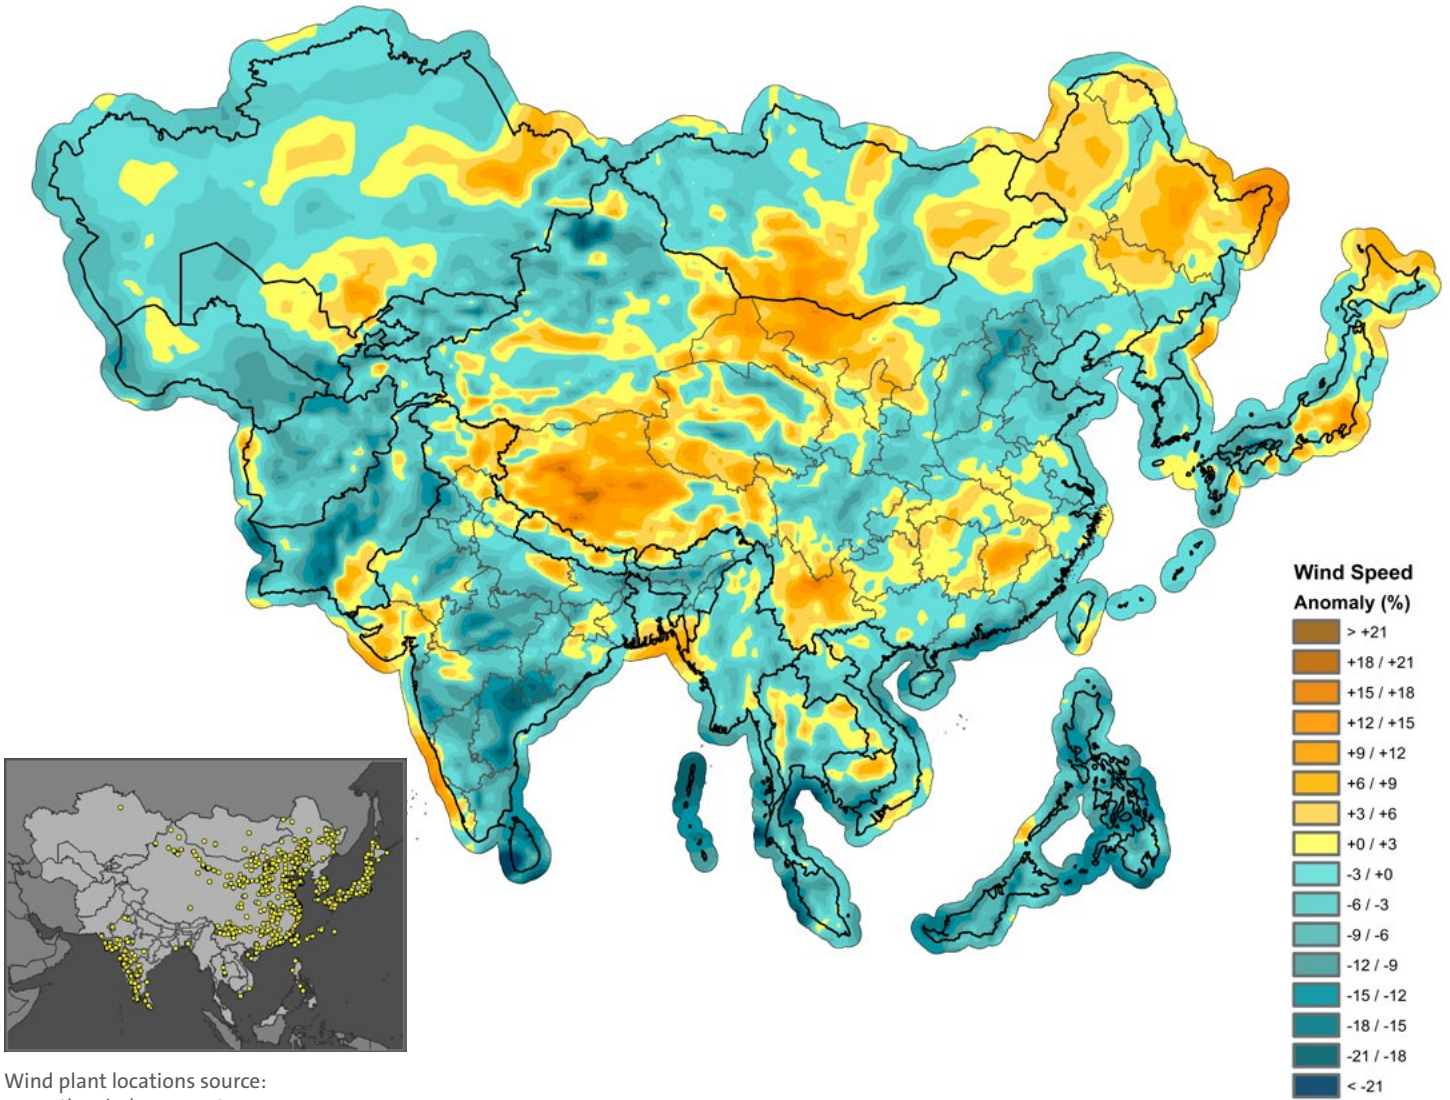 Wind Speed
Anomaly (%)
> +21
+18 / +21
+15 / +18
+12 / +15
+9 / +12
+6 / +9
+3 / +6
+0 / +3
-3 / +0
-6 / -3
-9 / -6
-12 / -9
-15 / -12
-18 / -15
-21 / -18
< -21
Wind plant locations source: